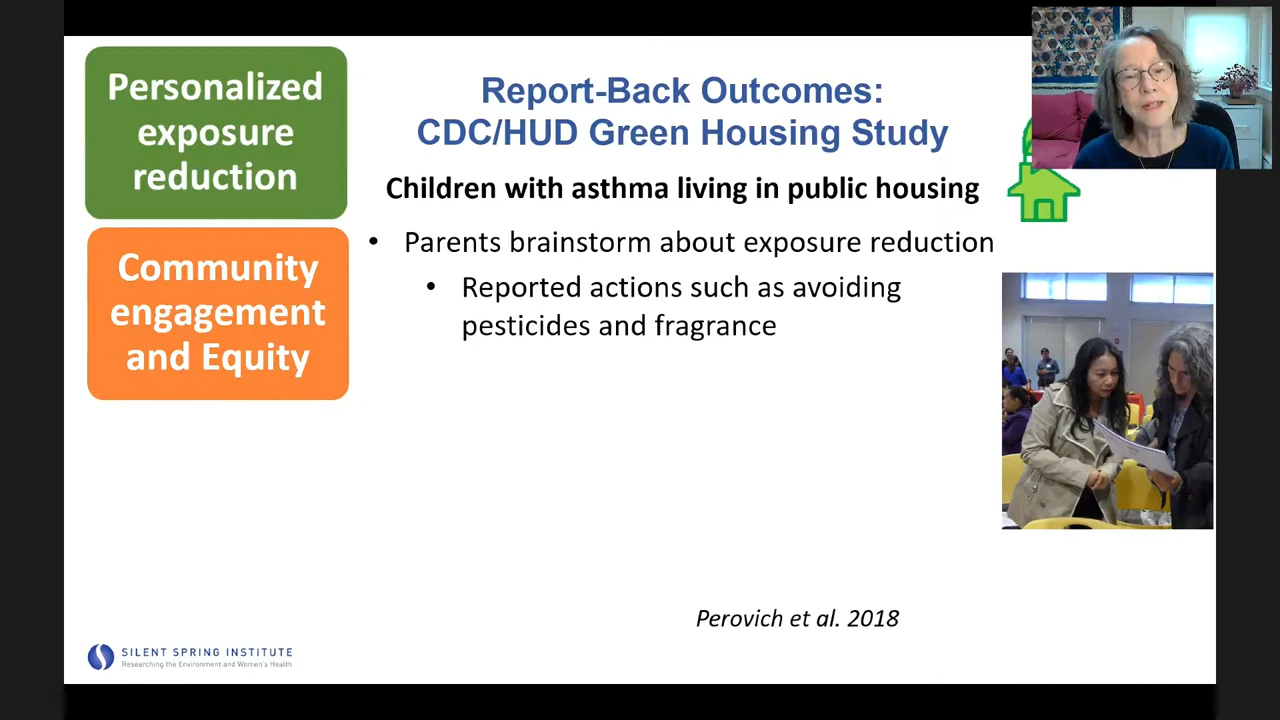 Personalized
exposure
reduction
Community
engagement
and Equity
Report-Back Outcomes:
CDC/HUD Green Housing Study
Children with asthma living in public housing
• Parents brainstorm about exposure reduction
• Reported actions such as avoiding
pesticides and fragrance
Perovich et al. 2018
SILENT SPRING INSTITUTE
Researching the Environment and Women's Health